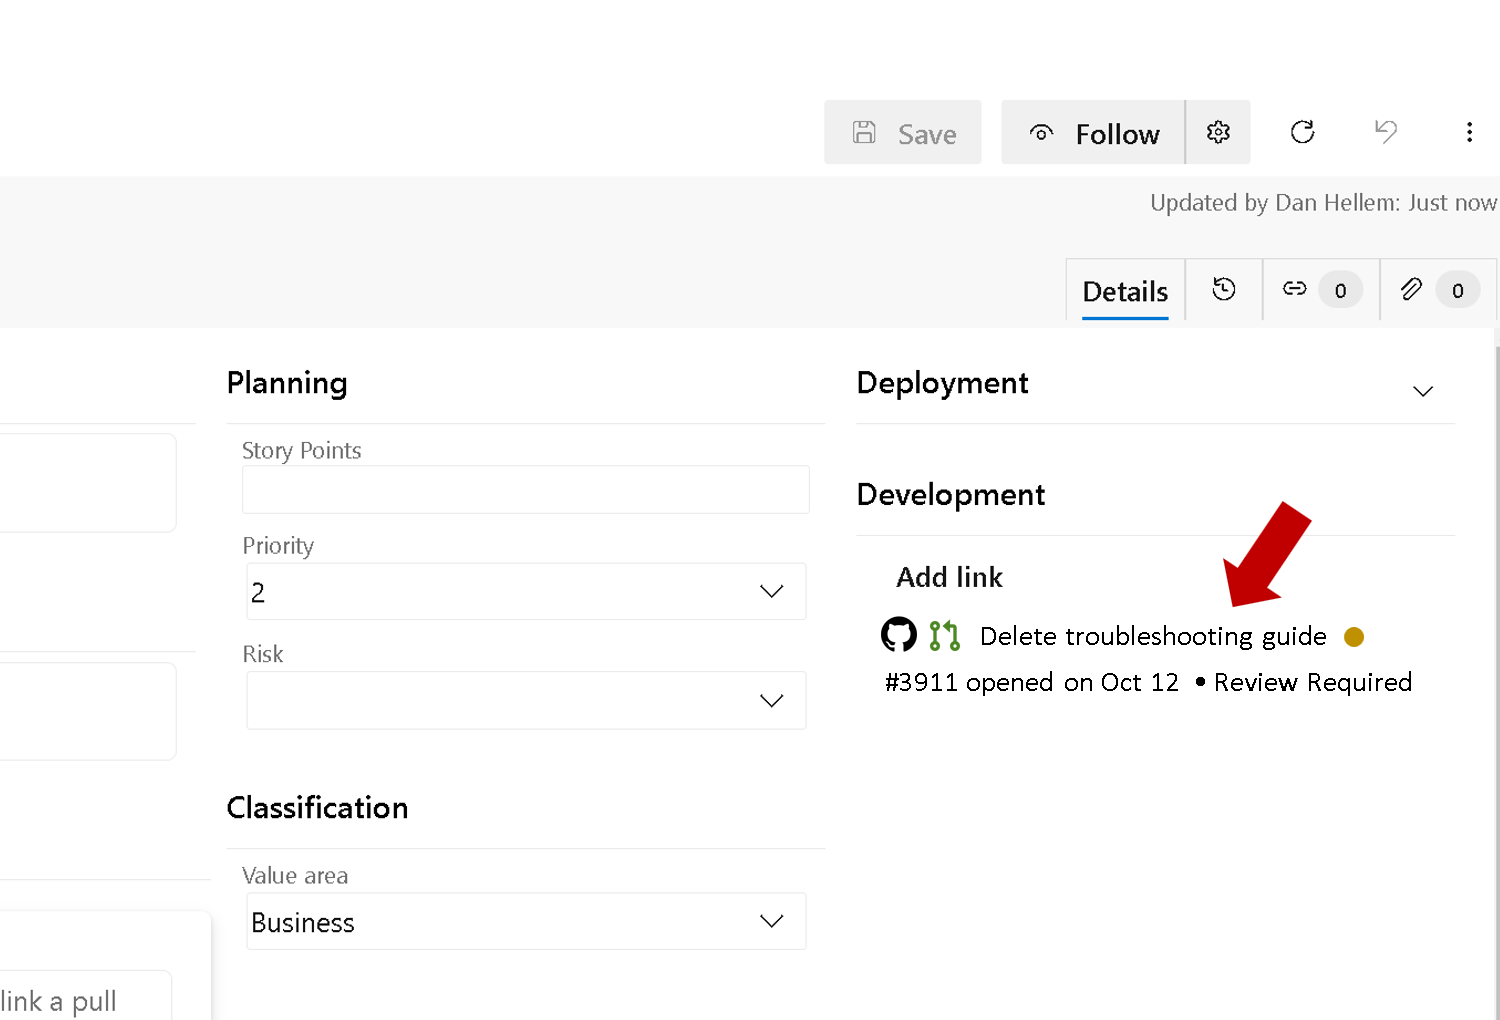 Save
Follow
Updated by Dan Hellem: Just now
Details
0
0
Planning
Story Points
Priority
2
Risk
Classification
Value area
Business
Deployment
Development
Add link
Delete troubleshooting guide
#3911 opened on Oct 12 • Review Required
link a pull